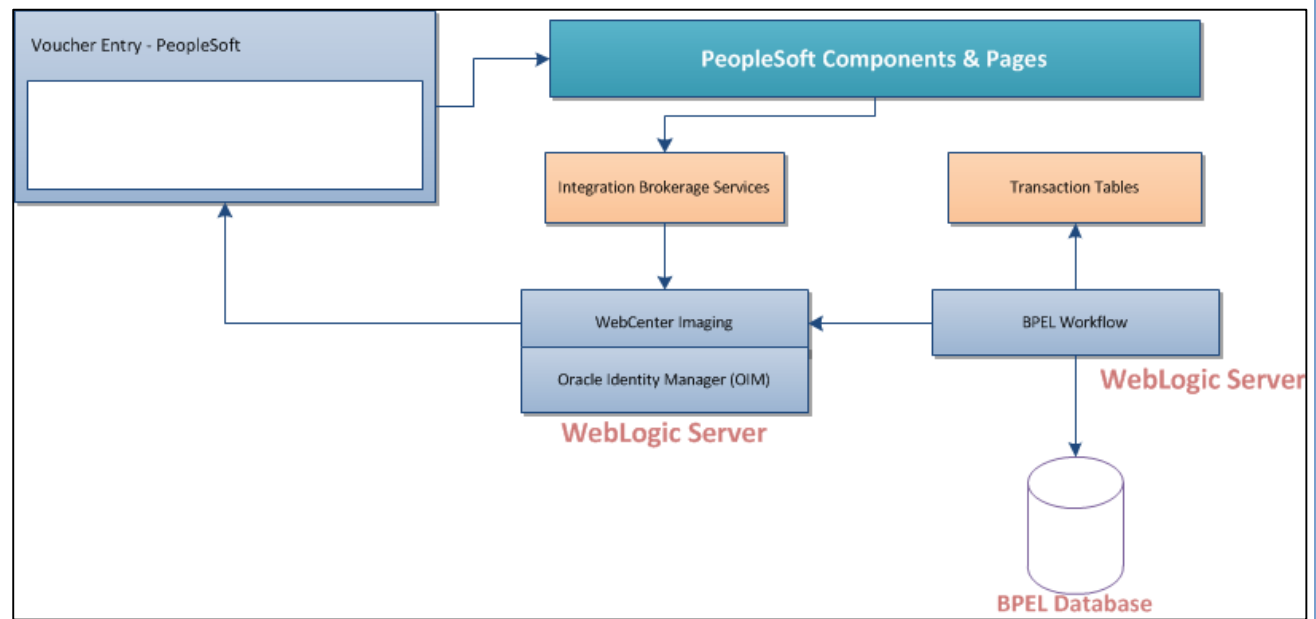 Voucher Entry - PeopleSoft
PeopleSoft Components & Pages
Integration Brokerage Services
Transaction Tables
WebCenter Imaging
BPEL Workflow
Oracle Identity Manager (OIM)
WebLogic Server
WebLogic Server
BPEL Database